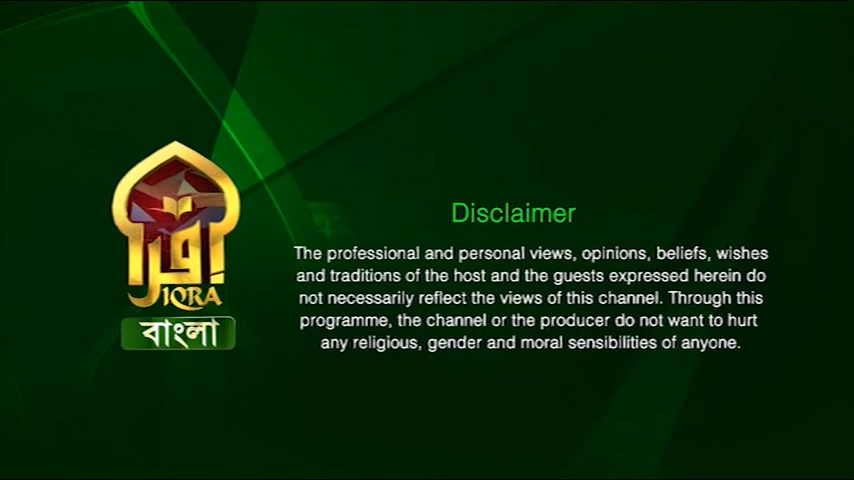 Disclaimer
The professional and personal views, opinions, beliefs, wishes
and traditions of the host and the guests expressed herein do
not necessarily reflect the views of this channel. Through this
programme, the channel or the producer do not want to hurt
any religious, gender and moral sensibilities of anyone.
IQRA
বাংলা